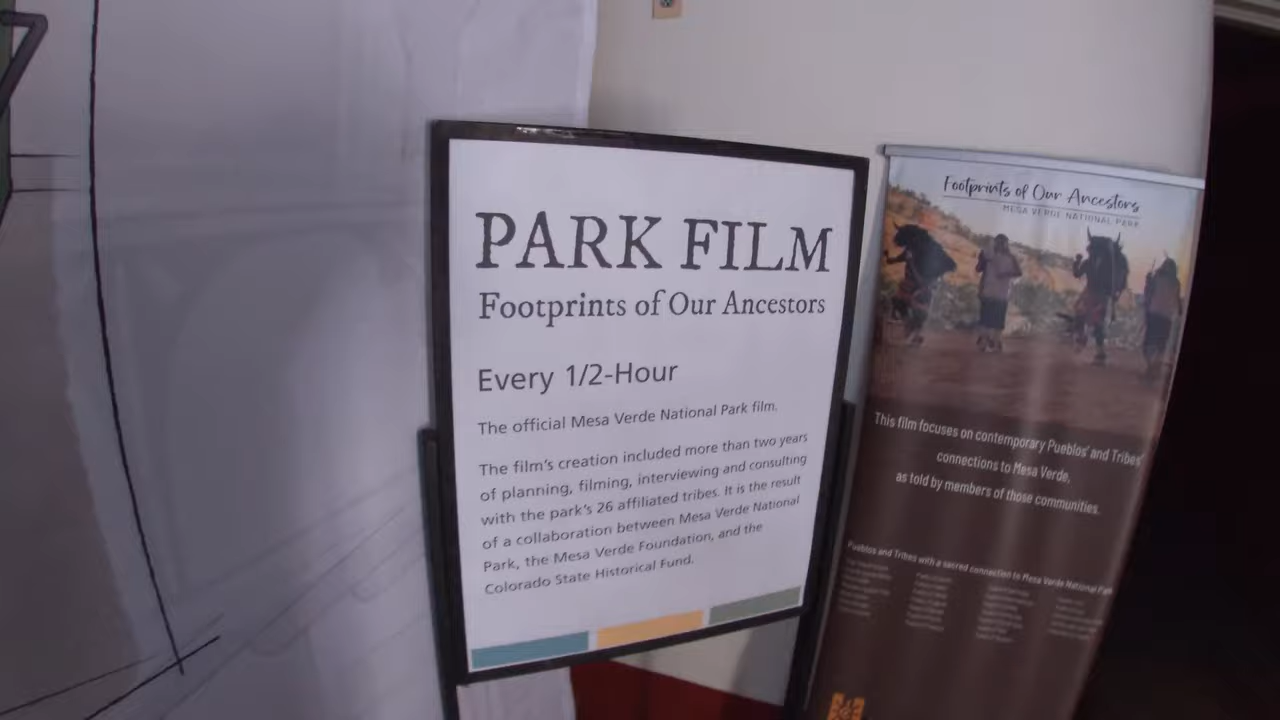 PARK FILM
Footprints of Our Ancestors
Every 1/2-Hour
The official Mesa Verde National Park film.
The film's creation included more than two years
of planning, filming, interviewing and consulting
with the park's 26 affiliated tribes. It is the result
of a collaboration between Mesa Verde National
Park, the Mesa Verde Foundation, and the
Colorado State Historical Fund.
Footprints of Our Ancestors
MESA VERDE NATIONAL PARK
This film focuses on contemporary Pueblos' and Tribes'
connections to Mesa Verde,
as told by members of those communities.
Pueblos and Tribes with a sacred connection to Mesa Verde National Park